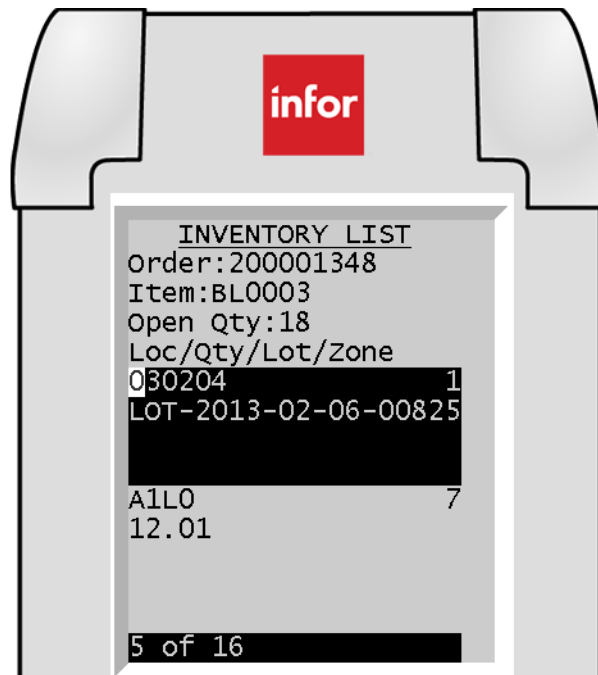 infor
INVENTORY LIST
Order:200001348
Item:BL0003
Open Qty:18
Loc/Qty/Lot/Zone
030204 1
LOT-2013-02-06-00825
A1L0 7
12.01
5 of 16